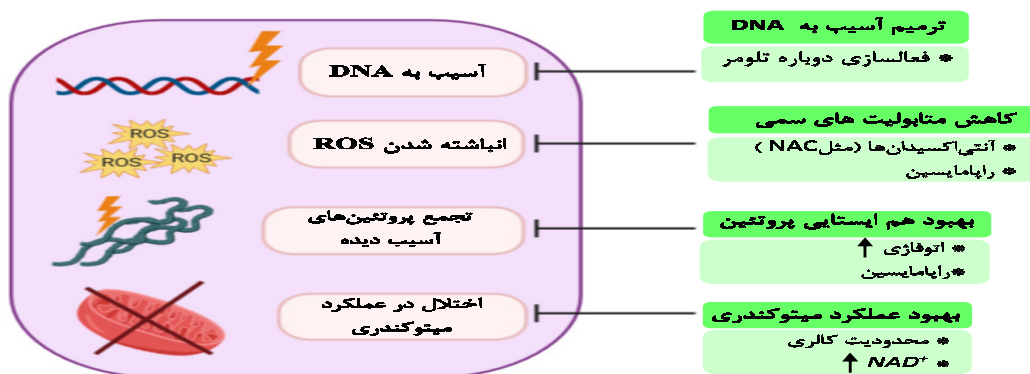 ترمیم آسیب به DNA
* فعالسازی دوباره تلومر
آسیب به DNA
کاهش متابولیت های سمی
* آنتی‌اکسیدان‌ها (مثل NAC )
* راپامایسین
انباشته شدن ROS
ROS
ROS
ROS
بهبود هم ایستایی پروتئین
* اتوفاژی ↑
*راپامایسین
تجمع پروتئین‌های
آسیب دیده
بهبود عملکرد میتوکندری
* محدودیت کالری
* NAD⁺ ↑
اختلال در عملکرد
میتوکندری